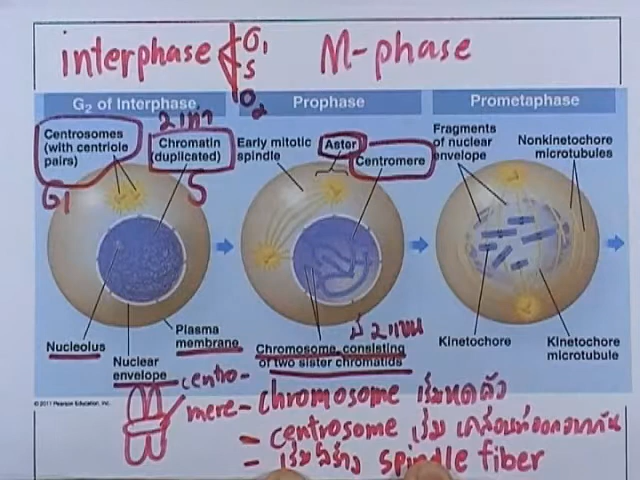 interphase G1 M-phase
S
G2
G2 of Interphase Prophase Prometaphase
2 เท่า
Centrosomes
(with centriole
pairs)
Chromatin
(duplicated)
G1
S
Early mitotic
spindle
Aster
Centromere
Fragments
of nuclear
envelope
Nonkinetochore
microtubules
Nucleolus
Nuclear
envelope
Plasma
membrane
มี 2 แขน
Chromosome, consisting
of two sister chromatids
Kinetochore
Kinetochore
microtubule
© 2011 Pearson Education, Inc.
centro-
mere
- chromosome เริ่มหดตัว
- centrosome เริ่ม เคลื่อนที่ออกจากกัน
- เริ่มสร้าง spindle fiber